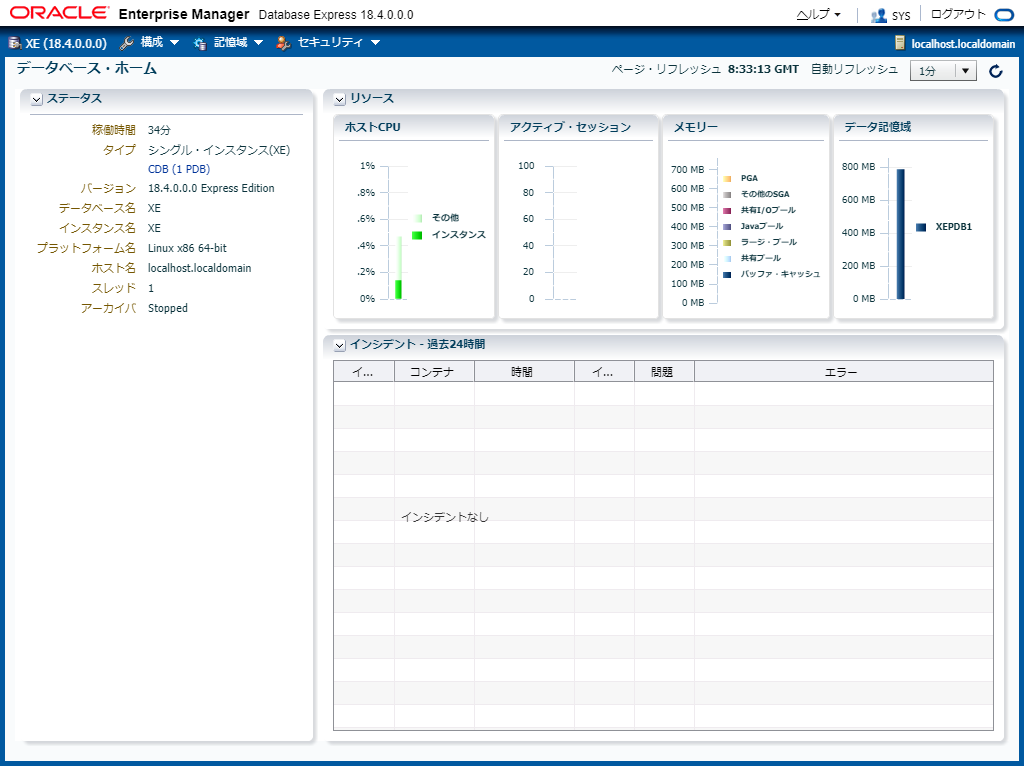 ORACLE Enterprise Manager Database Express 18.4.0.0.0 ヘルプ SYS ログアウト
XE (18.4.0.0.0) 構成 記憶域 セキュリティ localhost.localdomain
データベース・ホーム ページ・リフレッシュ 8:33:13 GMT 自動リフレッシュ 1分
ステータス
稼働時間 34分
タイプ シングル・インスタンス(XE)
CDB (1 PDB)
バージョン 18.4.0.0.0 Express Edition
データベース名 XE
インスタンス名 XE
プラットフォーム名 Linux x86 64-bit
ホスト名 localhost.localdomain
スレッド 1
アーカイバ Stopped
リソース
ホストCPU
1%
.8%
.6%
.4%
.2%
0%
その他
インスタンス
アクティブ・セッション
100
80
60
40
20
0
メモリー
700 MB
600 MB
500 MB
400 MB
300 MB
200 MB
100 MB
0 MB
PGA
その他のSGA
共有I/Oプール
Javaプール
ラージ・プール
共有プール
バッファ・キャッシュ
データ記憶域
800 MB
600 MB
400 MB
200 MB
0 MB
XEPDB1
インシデント - 過去24時間
イ... コンテナ 時間 イ... 問題 エラー
インシデントなし